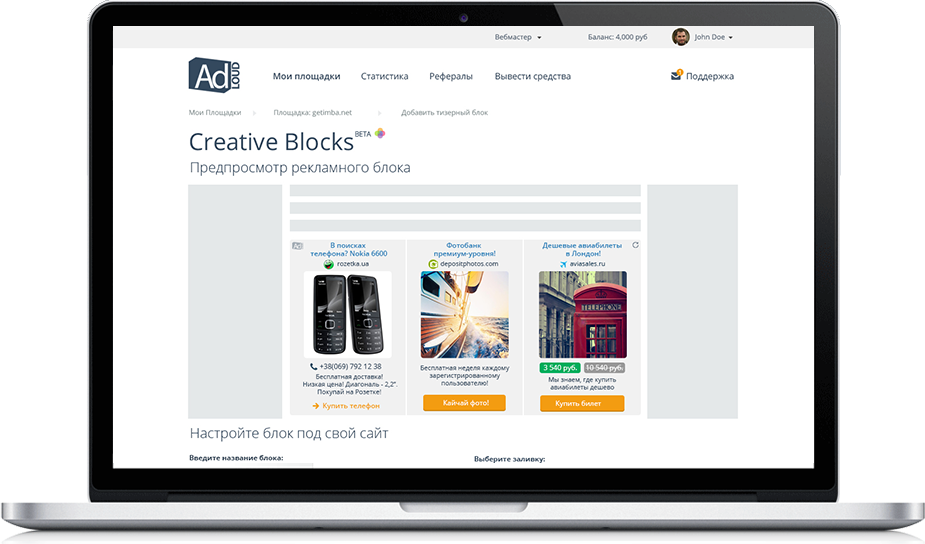 Вебмастер
Баланс: 4,000 руб
John Doe
Ad LOUD
Мои площадки
Статистика
Рефералы
Вывести средства
1
Поддержка
Мои Площадки
Площадка: getimba.net
Добавить тизерный блок
Creative Blocks BETA
Предпросмотр рекламного блока
Ad
В поисках
телефона? Nokia 6600
rozetka.ua
+38(069) 792 12 38
Бесплатная доставка!
Низкая цена! Диагональ - 2,2”.
Покупай на Розетке!
Купить телефон
Фотобанк
премиум-уровня!
depositphotos.com
Бесплатная неделя каждому
зарегистрированному
пользователю!
Кайчай фото!
Дешевые авиабилеты
в Лондон!
aviasales.ru
TELEPHONE
3 540 руб.
10 540 руб.
Мы знаем, где купить
авиабилеты дешево
Купить билет
Настройте блок под свой сайт
Введите название блока:
Выберите заливку: